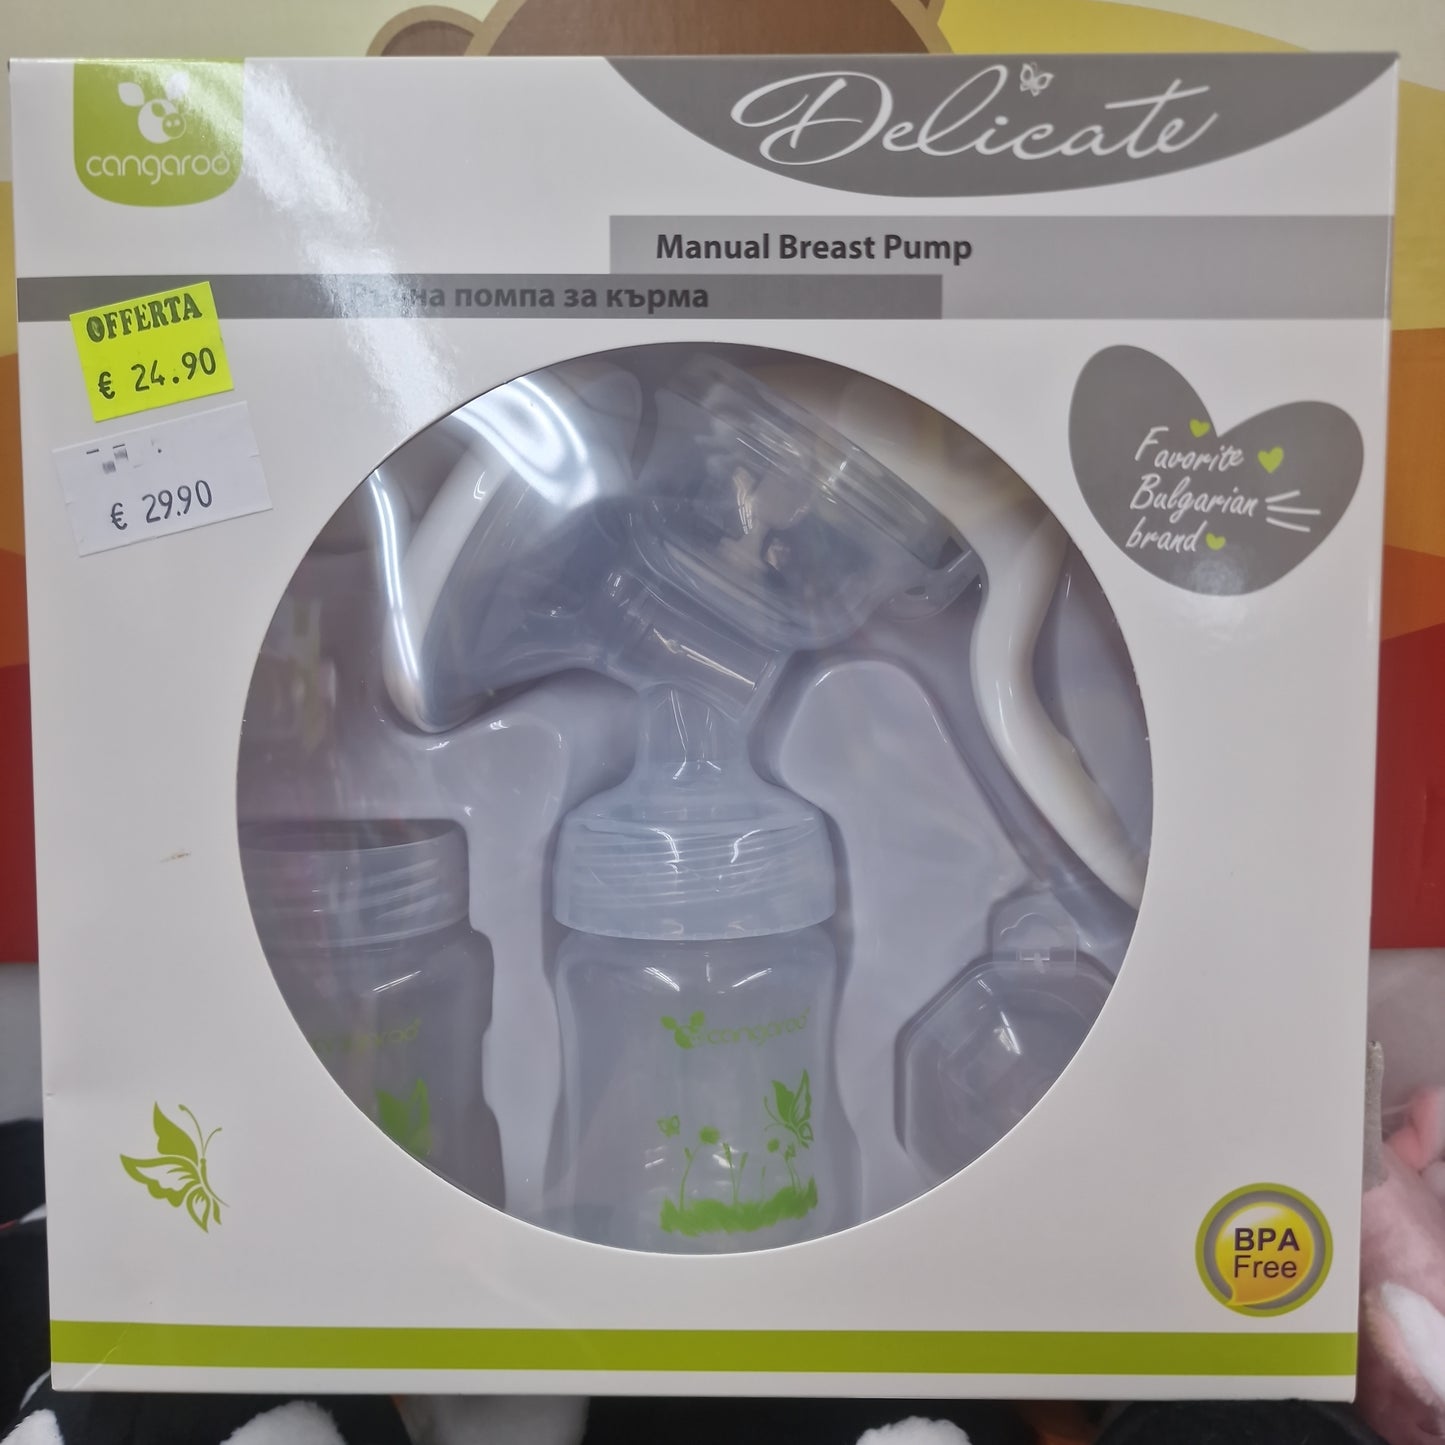 cangaroo
Delicate
Manual Breast Pump
помпа за кърма
OFFERTA
€ 24.90
€ 29.90
Favorite
Bulgarian
brand
cangaroo
cangaroo
BPA
Free